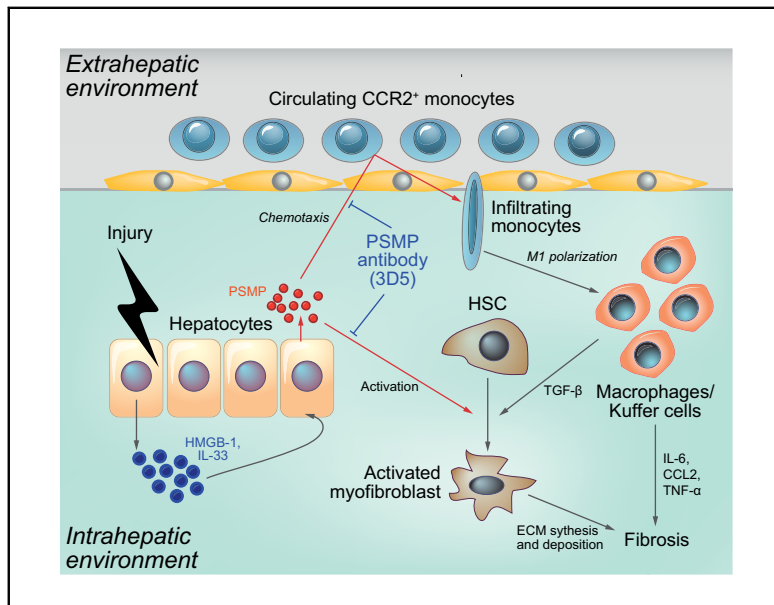 Extrahepatic
environment
Circulating CCR2⁺ monocytes
Chemotaxis
Infiltrating
monocytes
Injury
PSMP
antibody
(3D5)
M1 polarization
PSMP
HSC
Hepatocytes
Activation
TGF-β
Macrophages/
Kuffer cells
HMGB-1,
IL-33
Activated
myofibroblast
IL-6,
CCL2,
TNF-α
ECM sythesis
and deposition
Fibrosis
Intrahepatic
environment